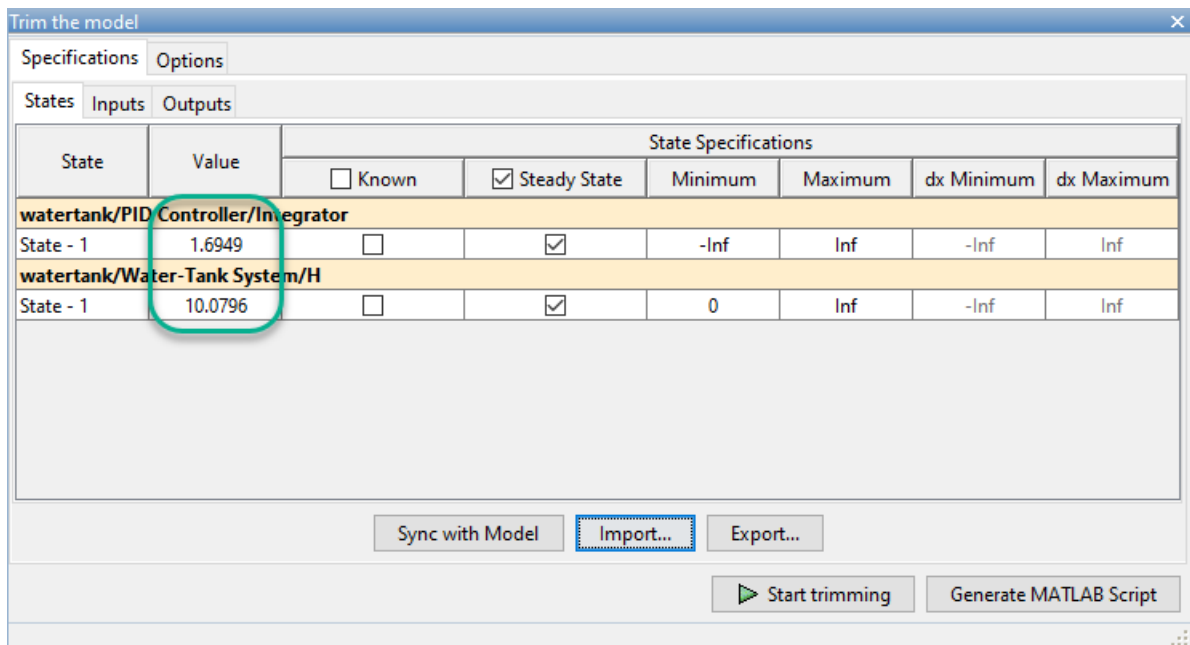 Trim the model
Specifications Options
States Inputs Outputs
State Value State Specifications
Known Steady State Minimum Maximum dx Minimum dx Maximum
watertank/PID Controller/Integrator
State - 1 1.6949 -Inf Inf -Inf Inf
watertank/Water-Tank System/H
State - 1 10.0796 0 Inf -Inf Inf
Sync with Model Import... Export...
Start trimming Generate MATLAB Script